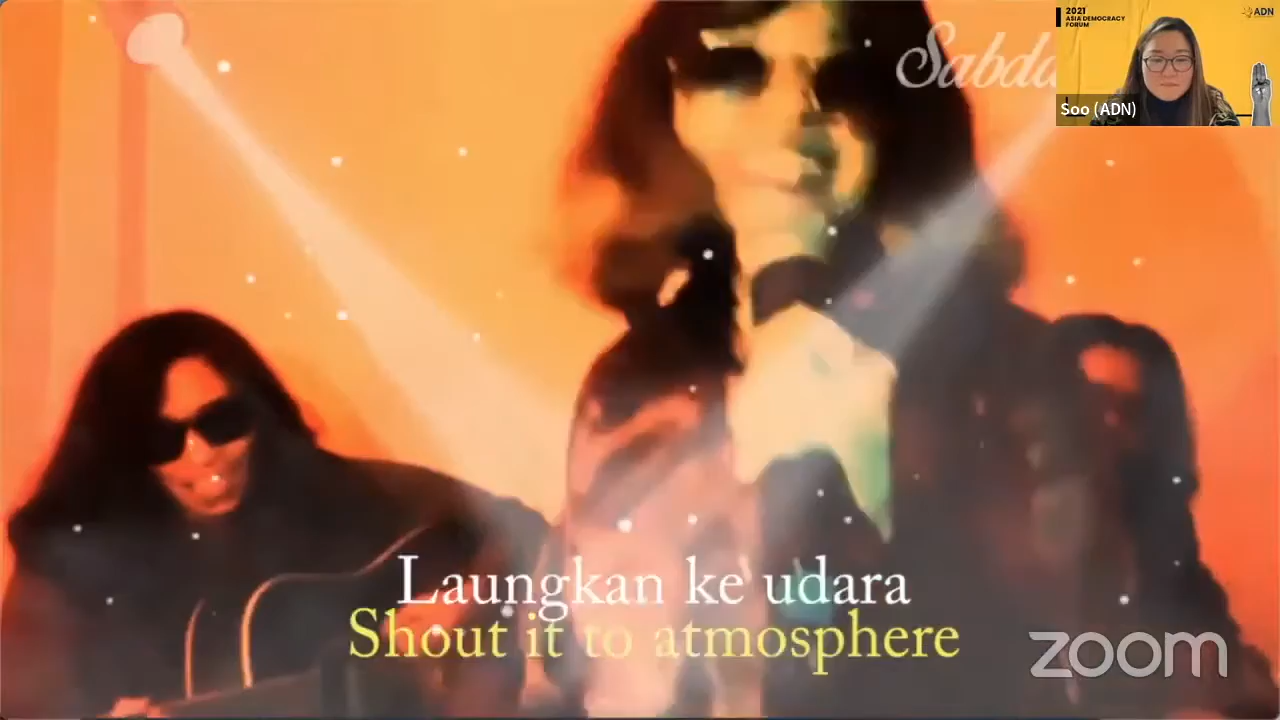 2021
ASIA DEMOCRACY
FORUM
ADN
Soo (ADN)
Laungkan ke udara
Shout it to atmosphere
zoom